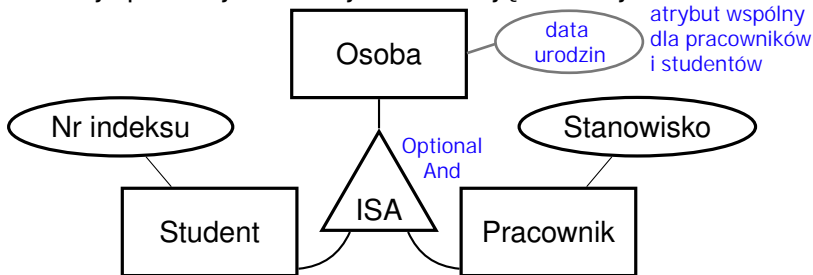 Osoba
data
urodzin
atrybut wspólny
dla pracowników
i studentów
Nr indeksu
Optional
And
Stanowisko
Student
ISA
Pracownik